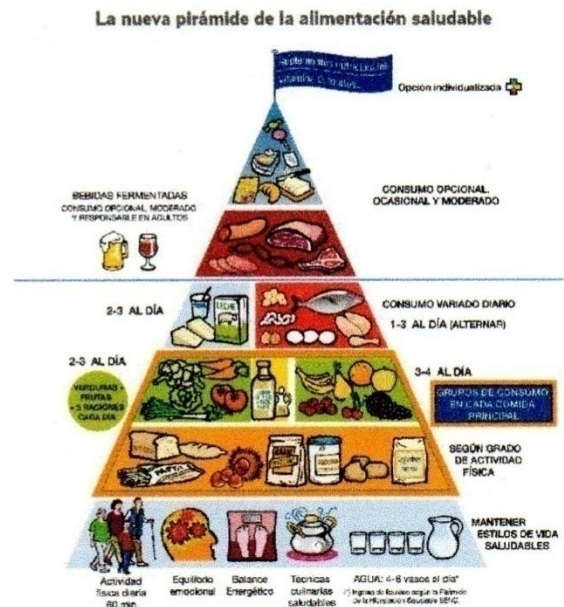 La nueva pirámide de la alimentación saludable
Opción individualizada
BEBIDAS FERMENTADAS
CONSUMO OPCIONAL, MODERADO
Y RESPONSABLE EN ADULTOS
CONSUMO OPCIONAL,
OCASIONAL Y MODERADO
2-3 AL DÍA
CONSUMO VARIADO DIARIO
1-3 AL DÍA (ALTERNAR)
LECHE
2-3 AL DÍA
VERDURAS +
FRUTAS
+ 5 RACIONES
CADA DÍA
3-4 AL DÍA
GRUPOS DE CONSUMO
EN CADA COMIDA
PRINCIPAL
PASTA
SEGÚN GRADO
DE ACTIVIDAD
FÍSICA
MANTENER
ESTILOS DE VIDA
SALUDABLES
Actividad
física diaria
60 min
Equilibrio
emocional
Balance
Energético
Técnicas
culinarias
saludables
AGUA: 4-6 vasos al día*